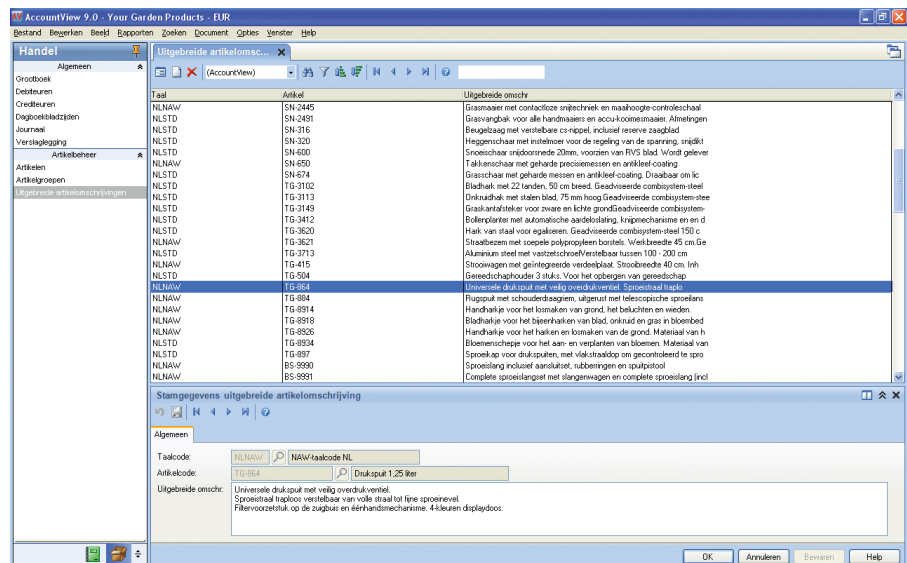 AccountView 9.0 - Your Garden Products - EUR
Bestand Bewerken Beeld Rapporten Zoeken Document Opties Venster Help
Handel
Algemeen
Grootboek
Debiteuren
Crediteuren
Dagboekbladzijden
Journaal
Verslaglegging
Artikelbeheer
Artikelen
Artikelgroepen
Uitgebreide artikelomschrijvingen
Uitgebreide artikelomsc...
(AccountView)
Taal Artikel Uitgebreide omschr
NLNAW SN-2445 Grasmaaier met contactloze snijtechniek en maaihoogte-controleschaal
NLSTD SN-2491 Grasvangbak voor alle handmaaiers en accu-kooimesmaaier. Afmetingen
NLSTD SN-316 Beugelzaag met verstelbare cs-nippel, inclusief reserve zaagblad
NLSTD SN-320 Heggenschaar met instelmoer voor de regeling van de spanning, snijdikt
NLSTD SN-600 Snoeischaar snijdoorsnede 20mm, voorzien van RVS blad. Wordt gelever
NLNAW SN-650 Takkenschaar met geharde precisiemessen en antikleef-coating
NLSTD SN-674 Grasschaar met geharde messen en antikleef-coating. Draaibaar om lic
NLSTD TG-3102 Bladhark met 22 tanden, 50 cm breed. Geadviseerde combisystem-steel
NLSTD TG-3113 Onkruidhak met stalen blad, 75 mm hoog.Geadviseerde combisystem-stee
NLSTD TG-3149 Graskantafsteker voor zware en lichte grondGeadviseerde combisystem-
NLSTD TG-3412 Bollenplanter met automatische aardeloslating, knijpmechanisme en en d
NLSTD TG-3620 Hark van staal voor egaliseren. Geadviseerde combisystem-steel 150 c
NLNAW TG-3621 Straatbezem met soepele polypropyleen borstels. Werkbreedte 45 cm.Ge
NLSTD TG-3713 Aluminium steel met vastzetschroefVerstelbaar tussen 100 - 200 cm
NLNAW TG-415 Strooiwagen met geïntegreerde verdeelplaat. Strooibreedte 40 cm. Inh
NLSTD TG-504 Gereedschaphouder 3 stuks. Voor het opbergen van gereedschap
NLNAW TG-864 Universele drukspuit met veilig overdrukventiel. Sproeistraal traplo
NLNAW TG-884 Rugspuit met schouderdraagriem, uitgerust met telescopische sproeilans
NLNAW TG-8914 Handharkje voor het losmaken van grond, het beluchten en wieden.
NLNAW TG-8918 Bladharkje voor het bijeenharken van blad, onkruid en gras in bloembed
NLNAW TG-8926 Handharkje voor het harken en losmaken van de grond. Materiaal van h
NLSTD TG-8934 Bloemenschepje voor het aan- en verplanten van bloemen. Materiaal van
NLSTD TG-897 Sproeikap voor drukspuiten, met vlakstraaldop om gecontroleerd te spro
NLNAW BS-9990 Sproeislang inclusief aansluitset, rubberringen en spuitpistool
NLNAW BS-9991 Complete sproeislangset met slangenwagen en complete sproeislang (incl
Stamgegevens uitgebreide artikelomschrijving
Algemeen
Taalcode: NLNAW NAW-taalcode NL
Artikelcode: TG-864 Drukspuit 1,25 liter
Uitgebreide omschr: Universele drukspuit met veilig overdrukventiel.
Sproeistraal traploos verstelbaar van volle straal tot fijne sproeinevel.
Filtervoorzetstuk op de zuigbuis en éénhandsmechanisme. 4-kleuren displaydoos.
OK Annuleren Bewaren Help